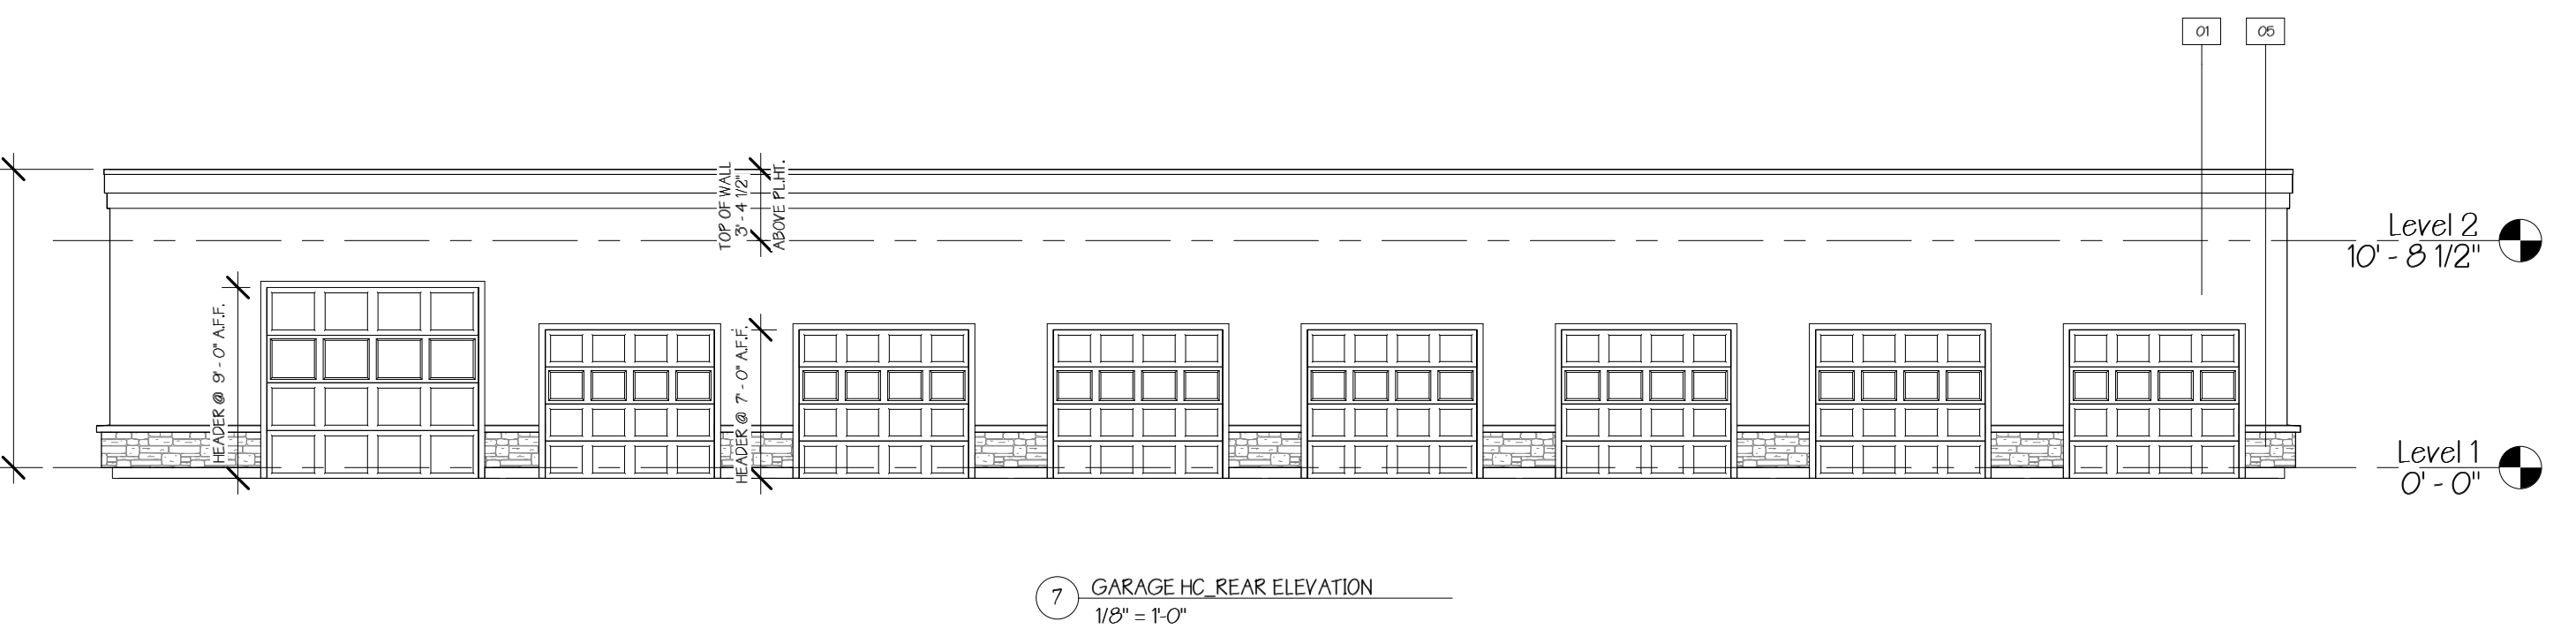 01
05
TOP OF WALL
3' - 4 1/2"
ABOVE PL.HT.
Level 2
10' - 8 1/2"
HEADER @ 9' - 0" A.F.F.
HEADER @ 7' - 0" A.F.F.
Level 1
0' - 0"
7
GARAGE HC_REAR ELEVATION
1/8" = 1'-0"